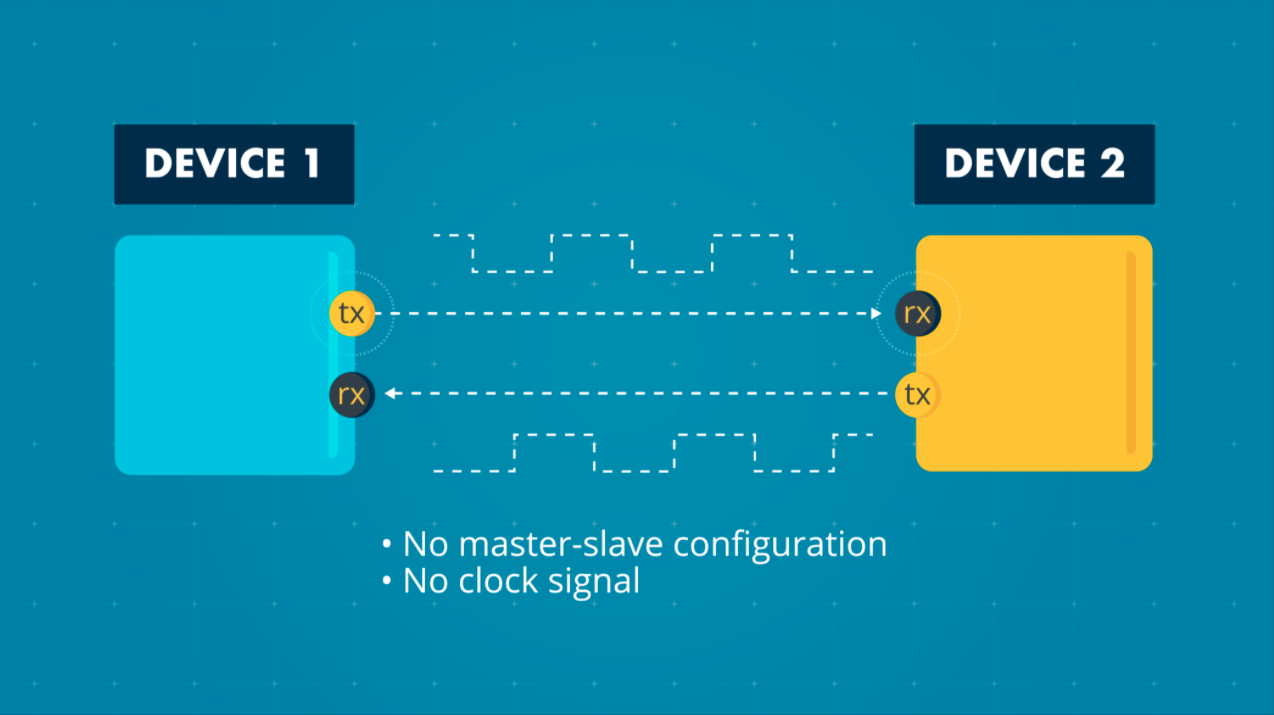 DEVICE 1
DEVICE 2
tx
rx
rx
tx
• No master-slave configuration
• No clock signal